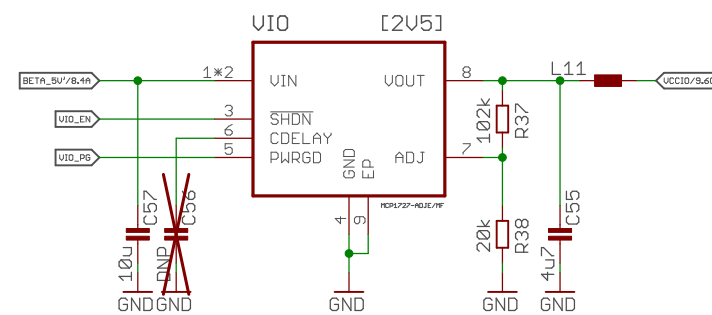 VIO [2V5]
BETA_5V'/8.4A 1*2 VIN VOUT 8 L11 VCCIO/9.6C
VIO_EN 3 SHDN
6 CDELAY
VIO_PG 5 PWRGD GND EP ADJ 7
102k R37
MCP1727-ADJE/MF
4 9
10u C57
DNP C56
20k R38
4u7 C55
GND GND GND GND GND